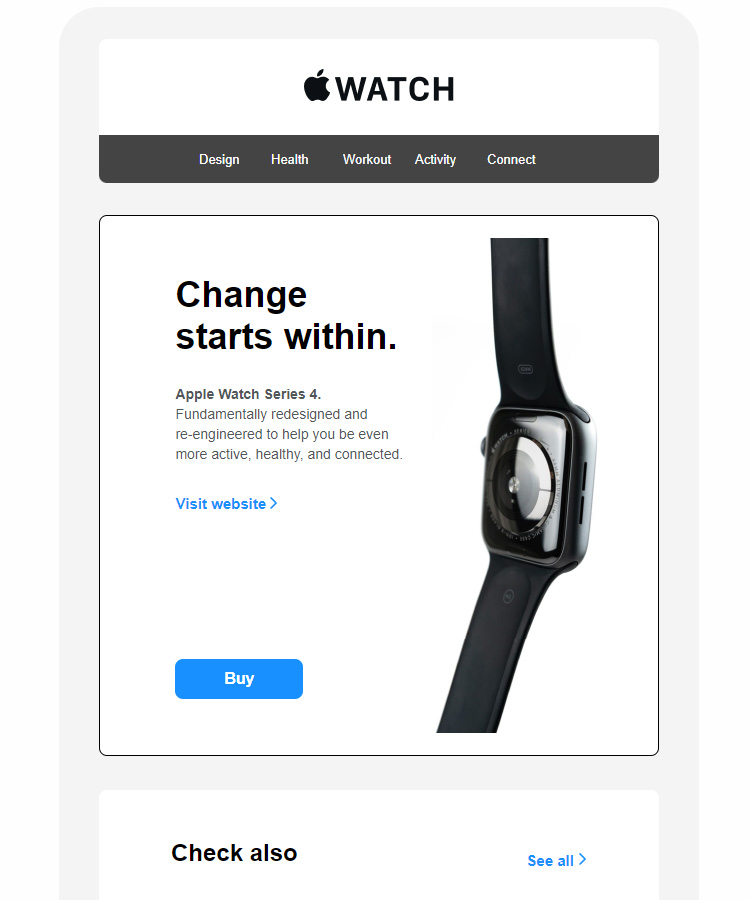 WATCH
Design Health Workout Activity Connect
Change
starts within.
Apple Watch Series 4.
Fundamentally redesigned and
re-engineered to help you be even
more active, healthy, and connected.
Visit website
Buy
Check also
See all